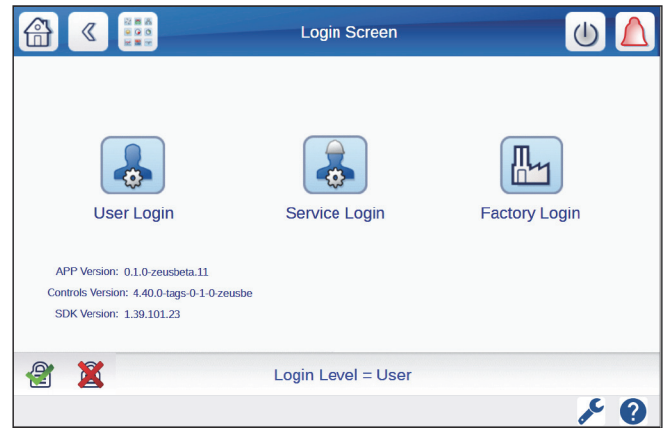 Login Screen
User Login
Service Login
Factory Login
APP Version: 0.1.0-zeusbeta.11
Controls Version: 4.40.0-tags-0-1-0-zeusbe
SDK Version: 1.39.101.23
Login Level = User
?